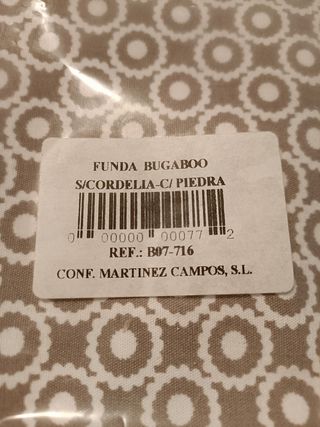 FUNDA BUGABOO
S/CORDELIA-C/ PIEDRA
0 00000 00077 2
REF.: B07-716
CONF. MARTINEZ CAMPOS, S.L.